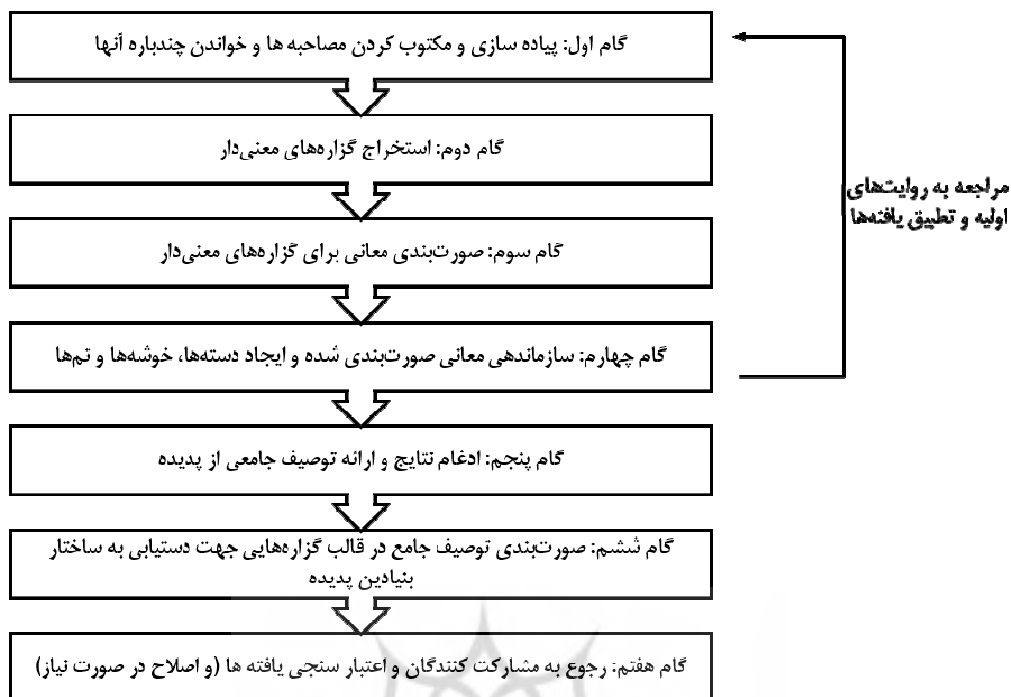 گام اول: پیاده سازی و مکتوب کردن مصاحبه ها و خواندن چندباره آنها
گام دوم: استخراج گزاره‌های معنی‌دار
گام سوم: صورت‌بندی معانی برای گزاره‌های معنی‌دار
گام چهارم: سازماندهی معانی صورت‌بندی شده و ایجاد دسته‌ها، خوشه‌ها و تم‌ها
گام پنجم: ادغام نتایج و ارائه توصیف جامعی از پدیده
گام ششم: صورت‌بندی توصیف جامع در قالب گزاره‌هایی جهت دستیابی به ساختار
بنیادین پدیده
گام هفتم: رجوع به مشارکت کنندگان و اعتبار سنجی یافته ها (و اصلاح در صورت نیاز)
مراجعه به روایت‌های
اولیه و تطبیق یافته‌ها